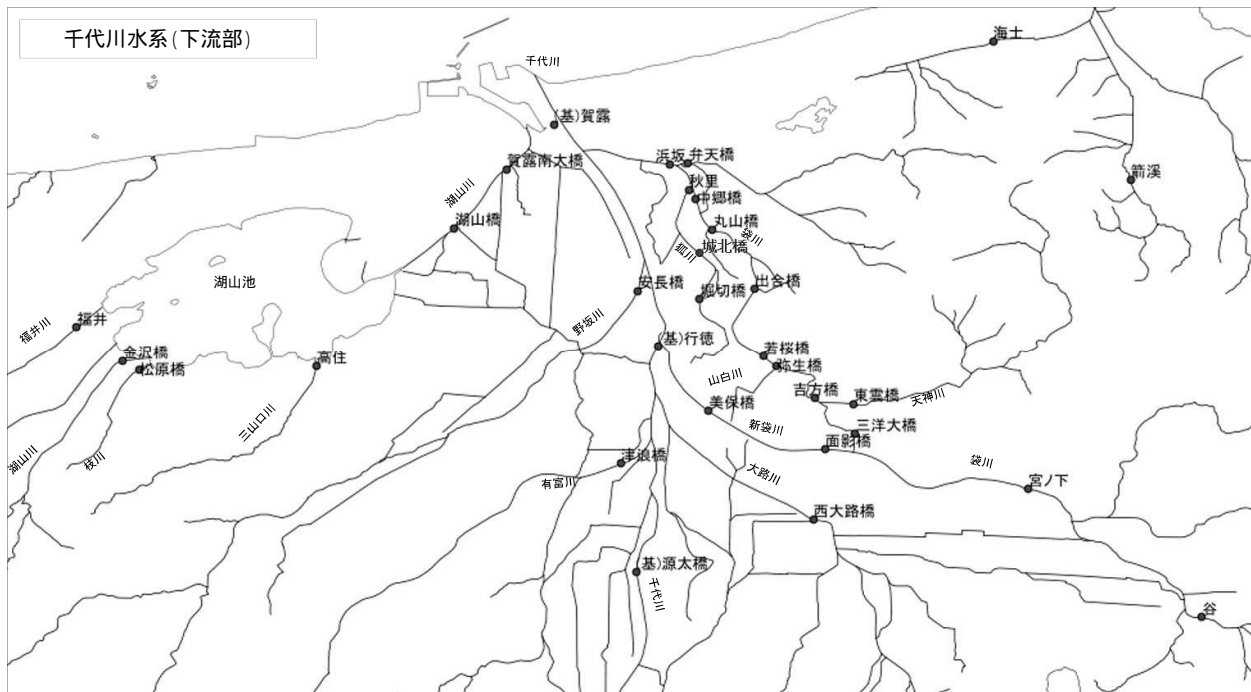 千代川水系(下流部)
海士
千代川
(基)賀露
賀露南大橋
浜坂
弁天橋
箭溪
秋里
中郷橋
湖山川
湖山橋
丸山橋
袋川
狐川
城北橋
湖山池
安長橋
堀切橋
出合橋
福井川
福井
野坂川
(基)行徳
金沢橋
松原橋
高住
若桜橋
弥生橋
山白川
吉方橋
東雲橋
天神川
美保橋
三山口川
新袋川
三洋大橋
面影橋
湖山川
枝川
津浪橋
有富川
大路川
袋川
宮ノ下
西大路橋
(基)源太橋
千代川
谷